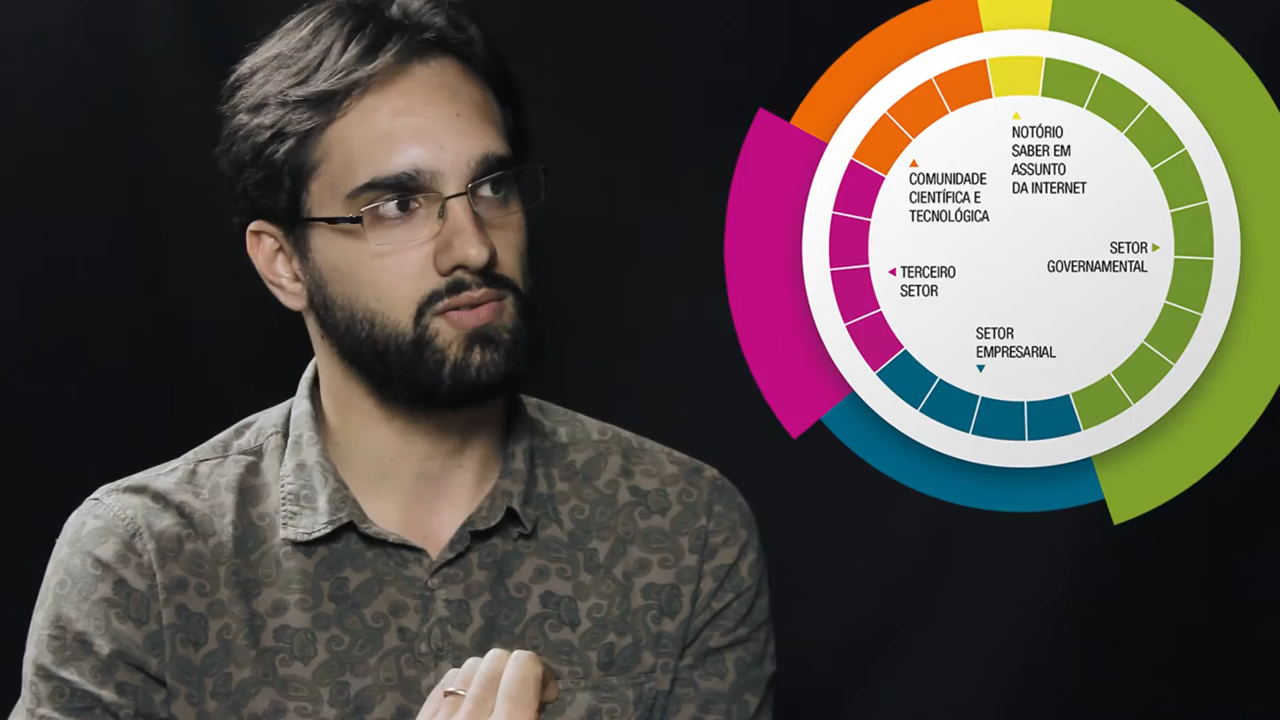 NOTÓRIO
SABER EM
ASSUNTO
DA INTERNET
COMUNIDADE
CIENTÍFICA E
TECNOLÓGICA
SETOR
GOVERNAMENTAL
TERCEIRO
SETOR
SETOR
EMPRESARIAL